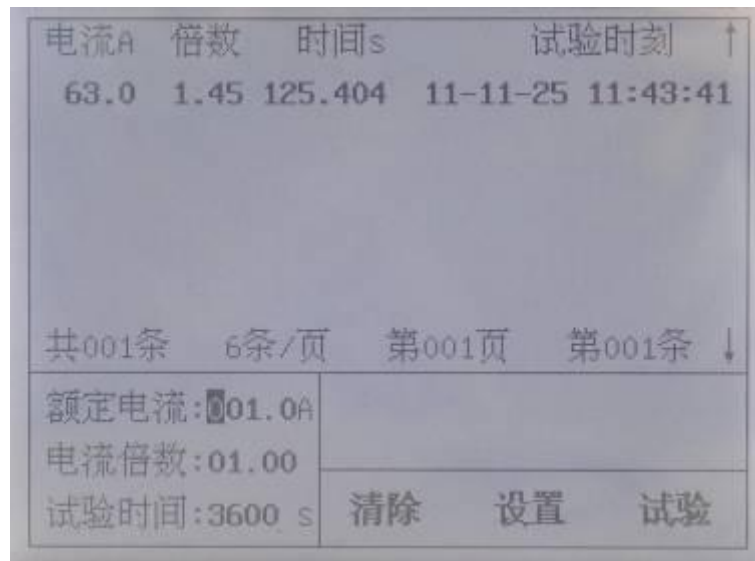 电流A 倍数 时间s 试验时刻 ↑
63.0 1.45 125.404 11-11-25 11:43:41
共001条 6条/页 第001页 第001条 ↓
额定电流:001.0A
电流倍数:01.00
试验时间:3600 s
清除 设置 试验